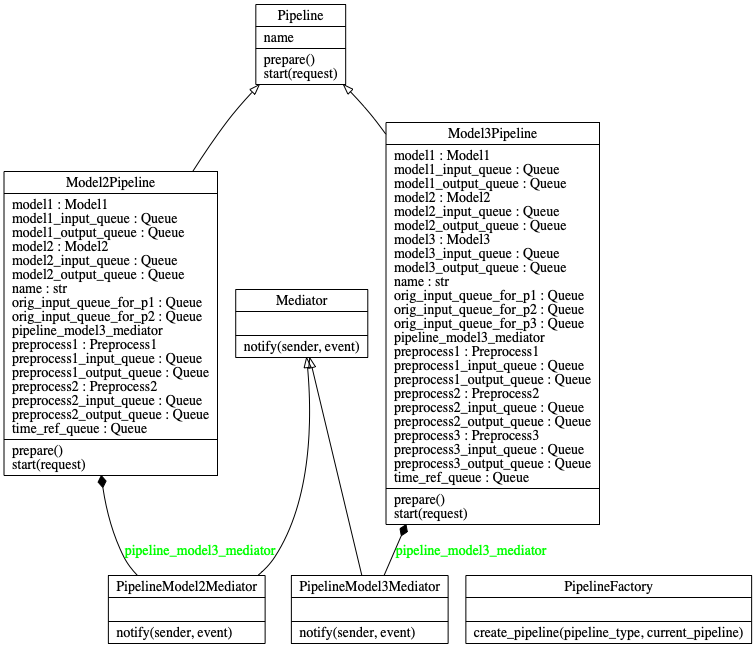 Pipeline
name
prepare()
start(request)
Model3Pipeline
model1 : Model1
model1_input_queue : Queue
model1_output_queue : Queue
model2 : Model2
model2_input_queue : Queue
model2_output_queue : Queue
model3 : Model3
model3_input_queue : Queue
model3_output_queue : Queue
name : str
orig_input_queue_for_p1 : Queue
orig_input_queue_for_p2 : Queue
orig_input_queue_for_p3 : Queue
pipeline_model3_mediator
preprocess1 : Preprocess1
preprocess1_input_queue : Queue
preprocess1_output_queue : Queue
preprocess2 : Preprocess2
preprocess2_input_queue : Queue
preprocess2_output_queue : Queue
preprocess3 : Preprocess3
preprocess3_input_queue : Queue
preprocess3_output_queue : Queue
time_ref_queue : Queue
prepare()
start(request)
Model2Pipeline
model1 : Model1
model1_input_queue : Queue
model1_output_queue : Queue
model2 : Model2
model2_input_queue : Queue
model2_output_queue : Queue
name : str
orig_input_queue_for_p1 : Queue
orig_input_queue_for_p2 : Queue
pipeline_model3_mediator
preprocess1 : Preprocess1
preprocess1_input_queue : Queue
preprocess1_output_queue : Queue
preprocess2 : Preprocess2
preprocess2_input_queue : Queue
preprocess2_output_queue : Queue
time_ref_queue : Queue
prepare()
start(request)
Mediator
notify(sender, event)
pipeline_model3_mediator
pipeline_model3_mediator
PipelineModel2Mediator
notify(sender, event)
PipelineModel3Mediator
notify(sender, event)
PipelineFactory
create_pipeline(pipeline_type, current_pipeline)